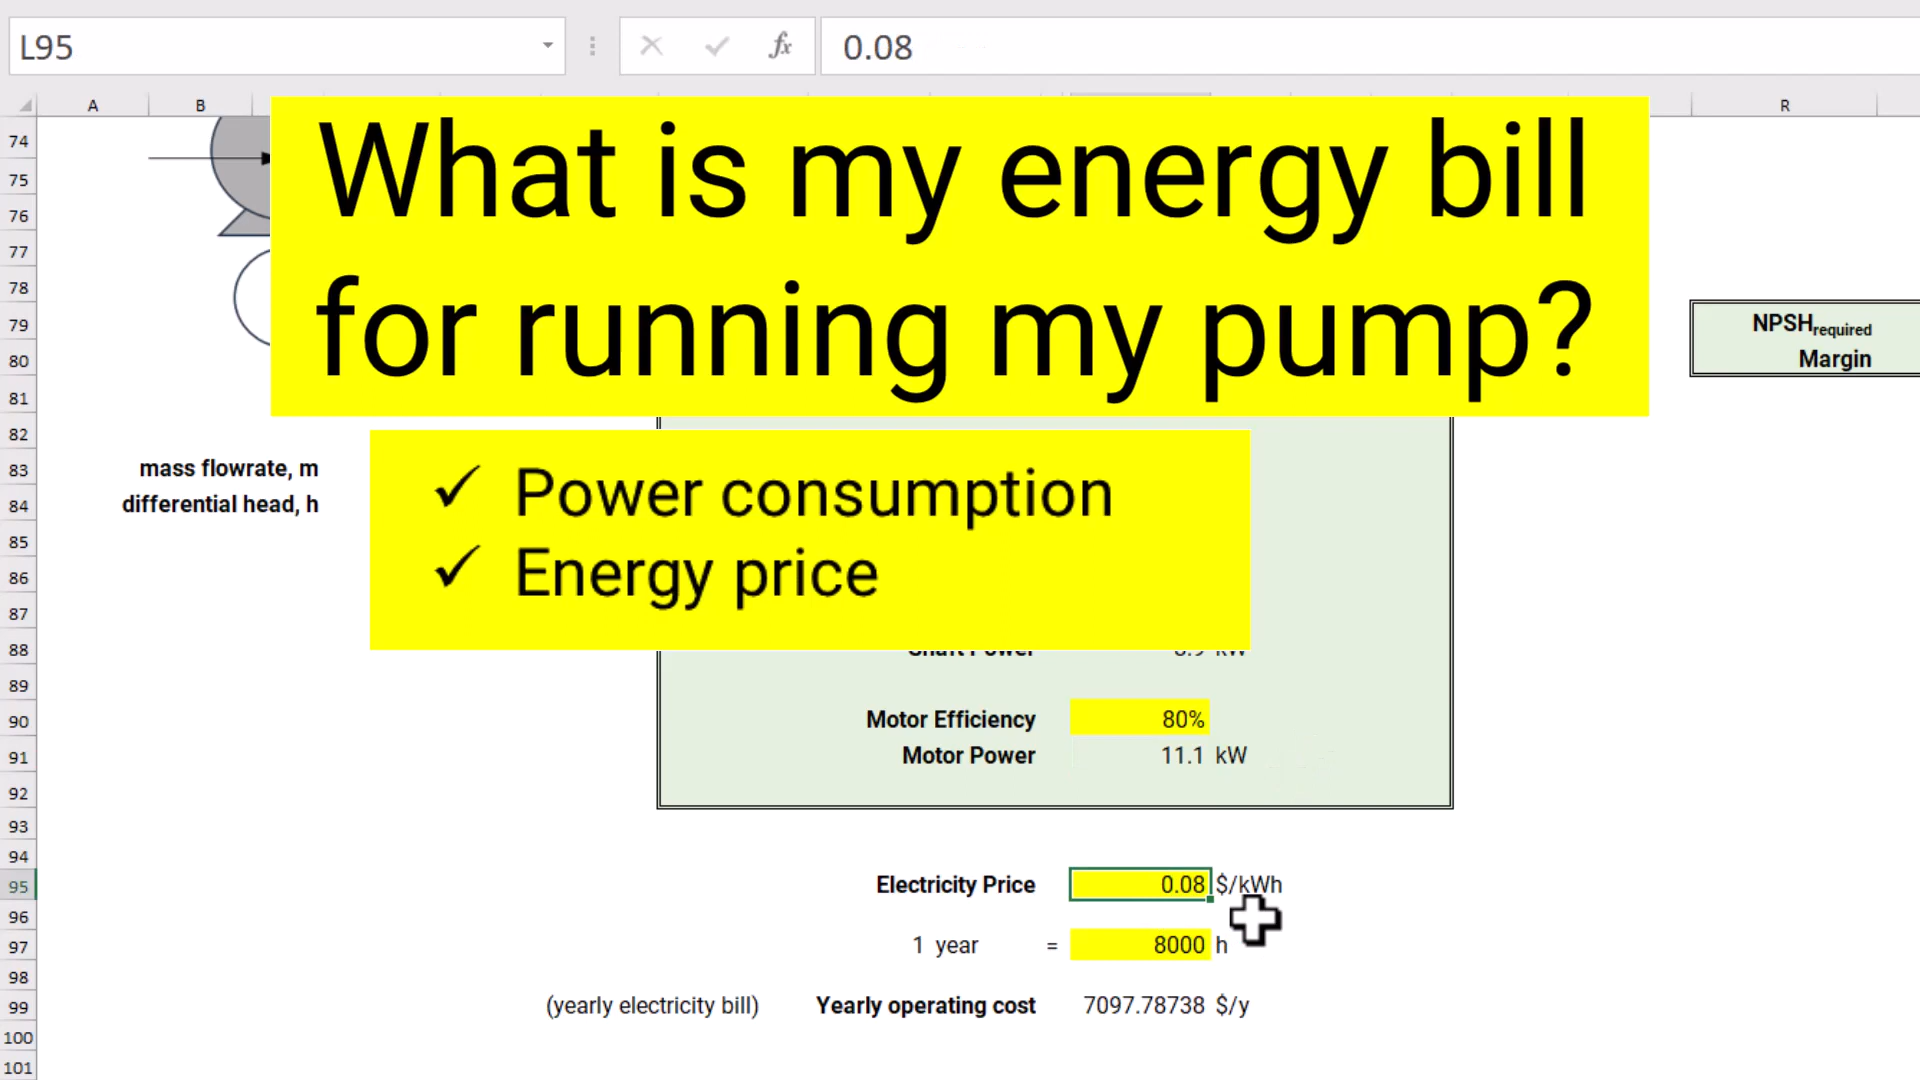 L95
fx
0.08
A B R
What is my energy bill
for running my pump?
74
75
76
77
78
79 NPSHrequired
80 Margin
81
82
83 mass flowrate, m
✓ Power consumption
84 differential head, h
85
86
✓ Energy price
87
88
89
90 Motor Efficiency 80%
91 Motor Power 11.1 kW
92
93
94
95 Electricity Price 0.08 $/kWh
96
97 1 year = 8000 h
98
99 (yearly electricity bill) Yearly operating cost 7097.78738 $/y
100
101